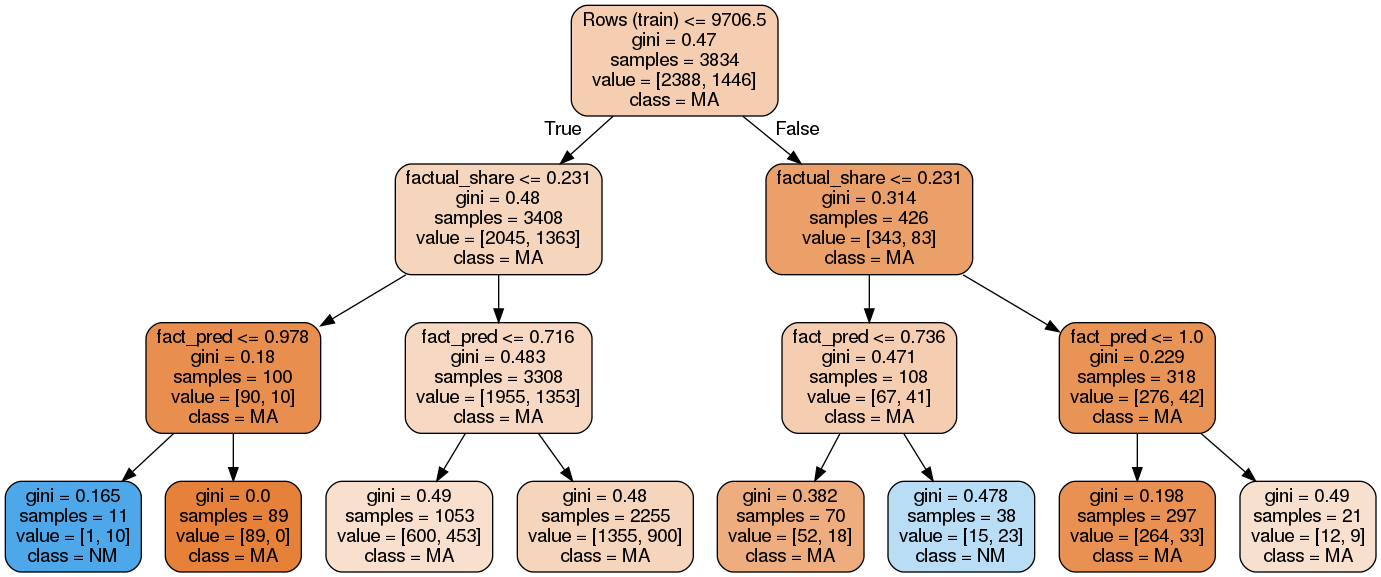 Rows (train) <= 9706.5
gini = 0.47
samples = 3834
value = [2388, 1446]
class = MA
True
False
factual_share <= 0.231
gini = 0.48
samples = 3408
value = [2045, 1363]
class = MA
factual_share <= 0.231
gini = 0.314
samples = 426
value = [343, 83]
class = MA
fact_pred <= 0.978
gini = 0.18
samples = 100
value = [90, 10]
class = MA
fact_pred <= 0.716
gini = 0.483
samples = 3308
value = [1955, 1353]
class = MA
fact_pred <= 0.736
gini = 0.471
samples = 108
value = [67, 41]
class = MA
fact_pred <= 1.0
gini = 0.229
samples = 318
value = [276, 42]
class = MA
gini = 0.165
samples = 11
value = [1, 10]
class = NM
gini = 0.0
samples = 89
value = [89, 0]
class = MA
gini = 0.49
samples = 1053
value = [600, 453]
class = MA
gini = 0.48
samples = 2255
value = [1355, 900]
class = MA
gini = 0.382
samples = 70
value = [52, 18]
class = MA
gini = 0.478
samples = 38
value = [15, 23]
class = NM
gini = 0.198
samples = 297
value = [264, 33]
class = MA
gini = 0.49
samples = 21
value = [12, 9]
class = MA